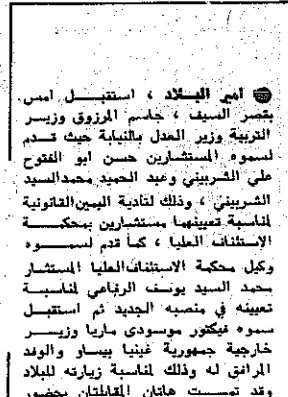 امير البلاد ، استقبل امس
بقصر السيف ، جاسم المرزوق وزير
التربية وزير العدل بالنيابة حيث قدم
لسموه المستشارين حسن ابو الفتوح
علي الشربيني وعبد الحميد محمد السيد
الشربيني ، وذلك لتادية اليمين القانونية
لمناسبة تعيينهما مستشارين بمحكمة
الاستئناف العليا ، كما قدم لسموه
وكيل محكمة الاستئناف العليا المستشار
محمد السيد يوسف الرفاعي لمناسبة
تعيينه في منصبه الجديد ثم استقبل
سموه فيكتور موسودي ماريا وزير
خارجية جمهورية غينيا بيساو والوفد
المرافق له وذلك لمناسبة زيارته للبلاد
وقد تمت هاتان المقابلتان بحضور